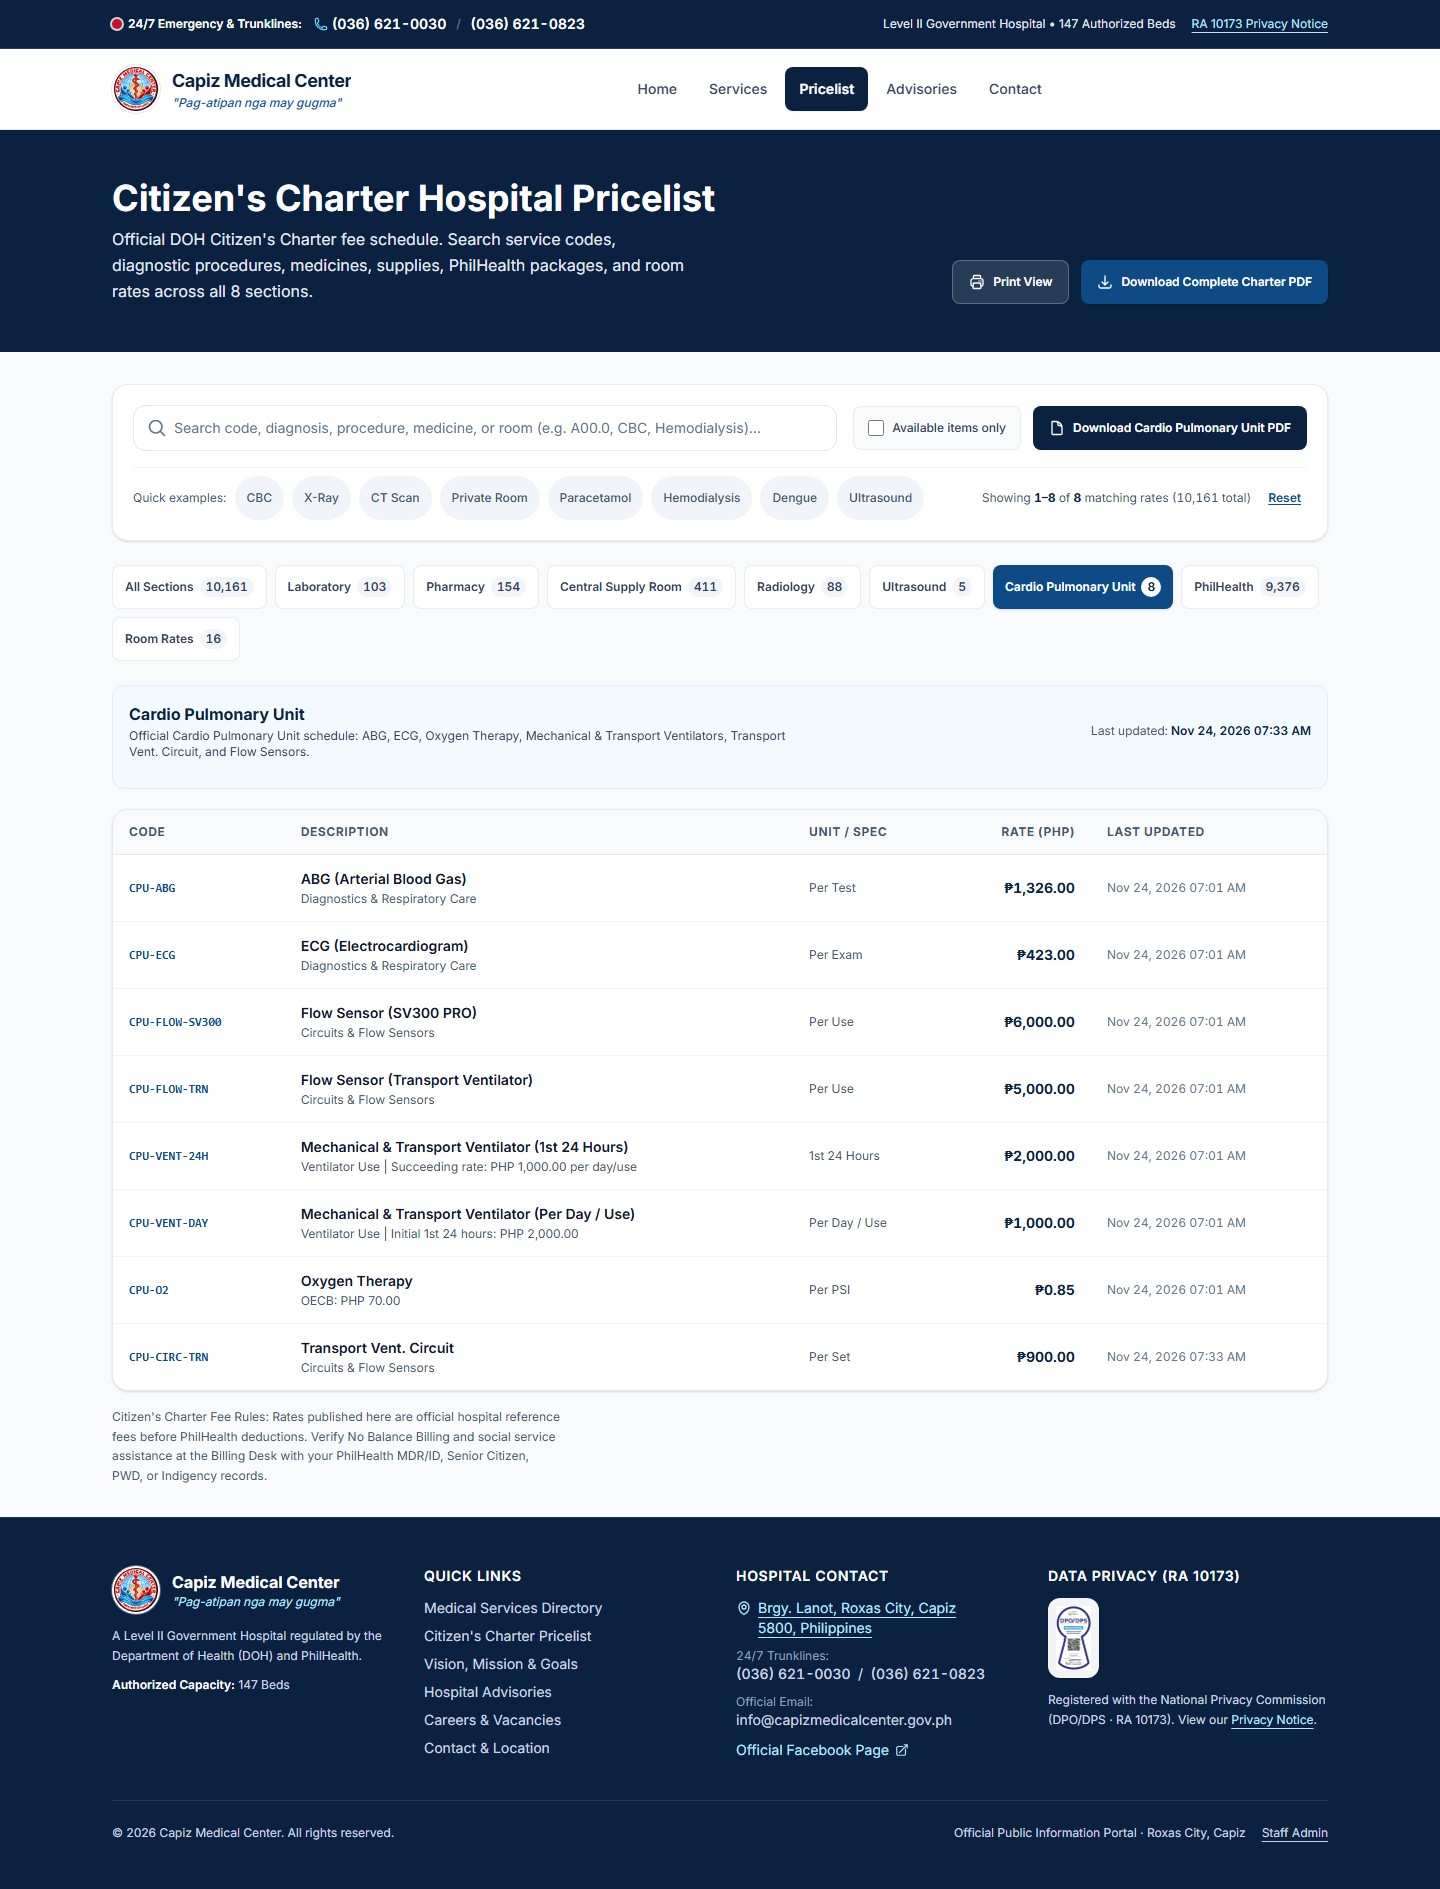 24/7 Emergency & Trunklines: (036) 621-0030 / (036) 621-0823
Level II Government Hospital • 147 Authorized Beds RA 10173 Privacy Notice
Capiz Medical Center
"Pag-atipan nga may gugma"
Home Services Pricelist Advisories Contact
Citizen's Charter Hospital Pricelist
Official DOH Citizen's Charter fee schedule. Search service codes,
diagnostic procedures, medicines, supplies, PhilHealth packages, and room
rates across all 8 sections.
Print View Download Complete Charter PDF
Search code, diagnosis, procedure, medicine, or room (e.g. A00.0, CBC, Hemodialysis)...
Available items only
Download Cardio Pulmonary Unit PDF
Quick examples: CBC X-Ray CT Scan Private Room Paracetamol Hemodialysis Dengue Ultrasound
Showing 1–8 of 8 matching rates (10,161 total) Reset
All Sections 10,161 Laboratory 103 Pharmacy 154 Central Supply Room 411 Radiology 88 Ultrasound 5 Cardio Pulmonary Unit 8 PhilHealth 9,376
Room Rates 16
Cardio Pulmonary Unit
Official Cardio Pulmonary Unit schedule: ABG, ECG, Oxygen Therapy, Mechanical & Transport Ventilators, Transport
Vent. Circuit, and Flow Sensors.
Last updated: Nov 24, 2026 07:33 AM
CODE DESCRIPTION UNIT / SPEC RATE (PHP) LAST UPDATED
CPU-ABG ABG (Arterial Blood Gas) Per Test ₱1,326.00 Nov 24, 2026 07:01 AM
Diagnostics & Respiratory Care
CPU-ECG ECG (Electrocardiogram) Per Exam ₱423.00 Nov 24, 2026 07:01 AM
Diagnostics & Respiratory Care
CPU-FLOW-SV300 Flow Sensor (SV300 PRO) Per Use ₱6,000.00 Nov 24, 2026 07:01 AM
Circuits & Flow Sensors
CPU-FLOW-TRN Flow Sensor (Transport Ventilator) Per Use ₱5,000.00 Nov 24, 2026 07:01 AM
Circuits & Flow Sensors
CPU-VENT-24H Mechanical & Transport Ventilator (1st 24 Hours) 1st 24 Hours ₱2,000.00 Nov 24, 2026 07:01 AM
Ventilator Use | Succeeding rate: PHP 1,000.00 per day/use
CPU-VENT-DAY Mechanical & Transport Ventilator (Per Day / Use) Per Day / Use ₱1,000.00 Nov 24, 2026 07:01 AM
Ventilator Use | Initial 1st 24 hours: PHP 2,000.00
CPU-O2 Oxygen Therapy Per PSI ₱0.85 Nov 24, 2026 07:01 AM
OECB: PHP 70.00
CPU-CIRC-TRN Transport Vent. Circuit Per Set ₱900.00 Nov 24, 2026 07:33 AM
Circuits & Flow Sensors
Citizen's Charter Fee Rules: Rates published here are official hospital reference
fees before PhilHealth deductions. Verify No Balance Billing and social service
assistance at the Billing Desk with your PhilHealth MDR/ID, Senior Citizen,
PWD, or Indigency records.
Capiz Medical Center
"Pag-atipan nga may gugma"
A Level II Government Hospital regulated by the
Department of Health (DOH) and PhilHealth.
Authorized Capacity: 147 Beds
QUICK LINKS
Medical Services Directory
Citizen's Charter Pricelist
Vision, Mission & Goals
Hospital Advisories
Careers & Vacancies
Contact & Location
HOSPITAL CONTACT
Brgy. Lanot, Roxas City, Capiz
5800, Philippines
24/7 Trunklines:
(036) 621-0030 / (036) 621-0823
Official Email:
info@capizmedicalcenter.gov.ph
Official Facebook Page
DATA PRIVACY (RA 10173)
DPO/DPS
Registered with the National Privacy Commission
(DPO/DPS · RA 10173). View our Privacy Notice.
© 2026 Capiz Medical Center. All rights reserved.
Official Public Information Portal · Roxas City, Capiz Staff Admin